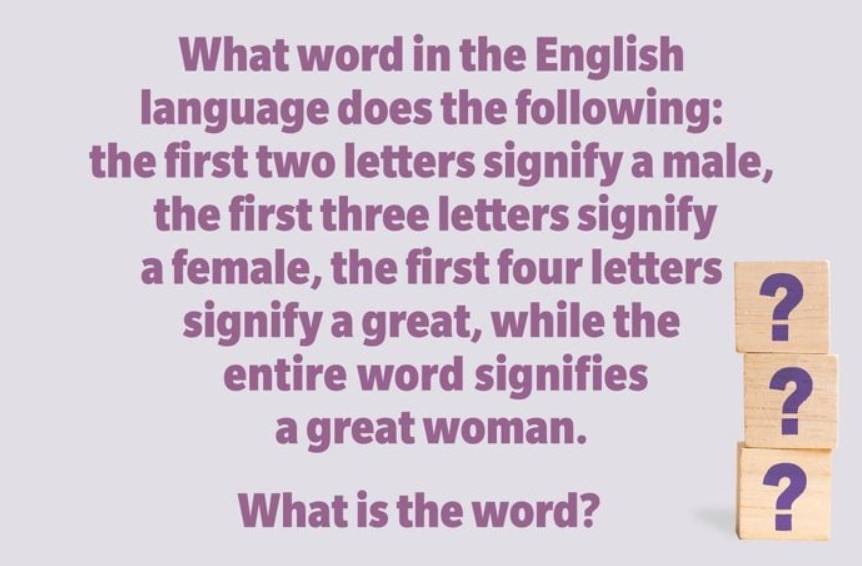 What word in the English
language does the following:
the first two letters signify a male,
the first three letters signify
a female, the first four letters
signify a great, while the
entire word signifies
a great woman.
What is the word?
?
?
?